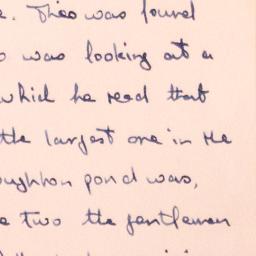 e. Theo was found
was looking at a
which he read that
the largest one in the
oughton pond was,
e two the gentleman